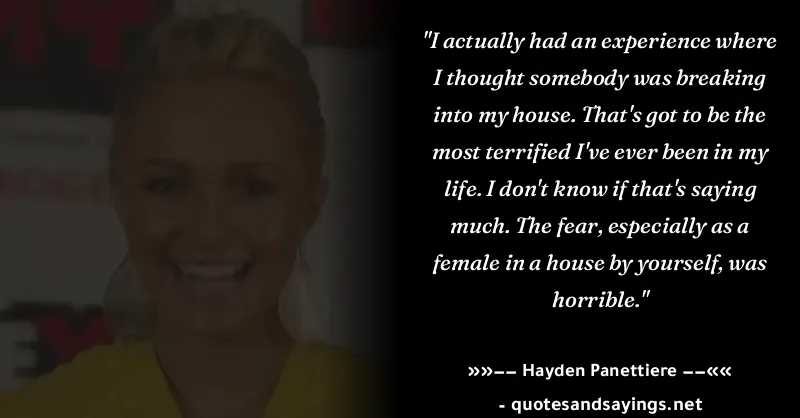 "I actually had an experience where
I thought somebody was breaking
into my house. That's got to be the
most terrified I've ever been in my
life. I don't know if that's saying
much. The fear, especially as a
female in a house by yourself, was
horrible."
»»−− Hayden Panettiere −−««
- quotesandsayings.net